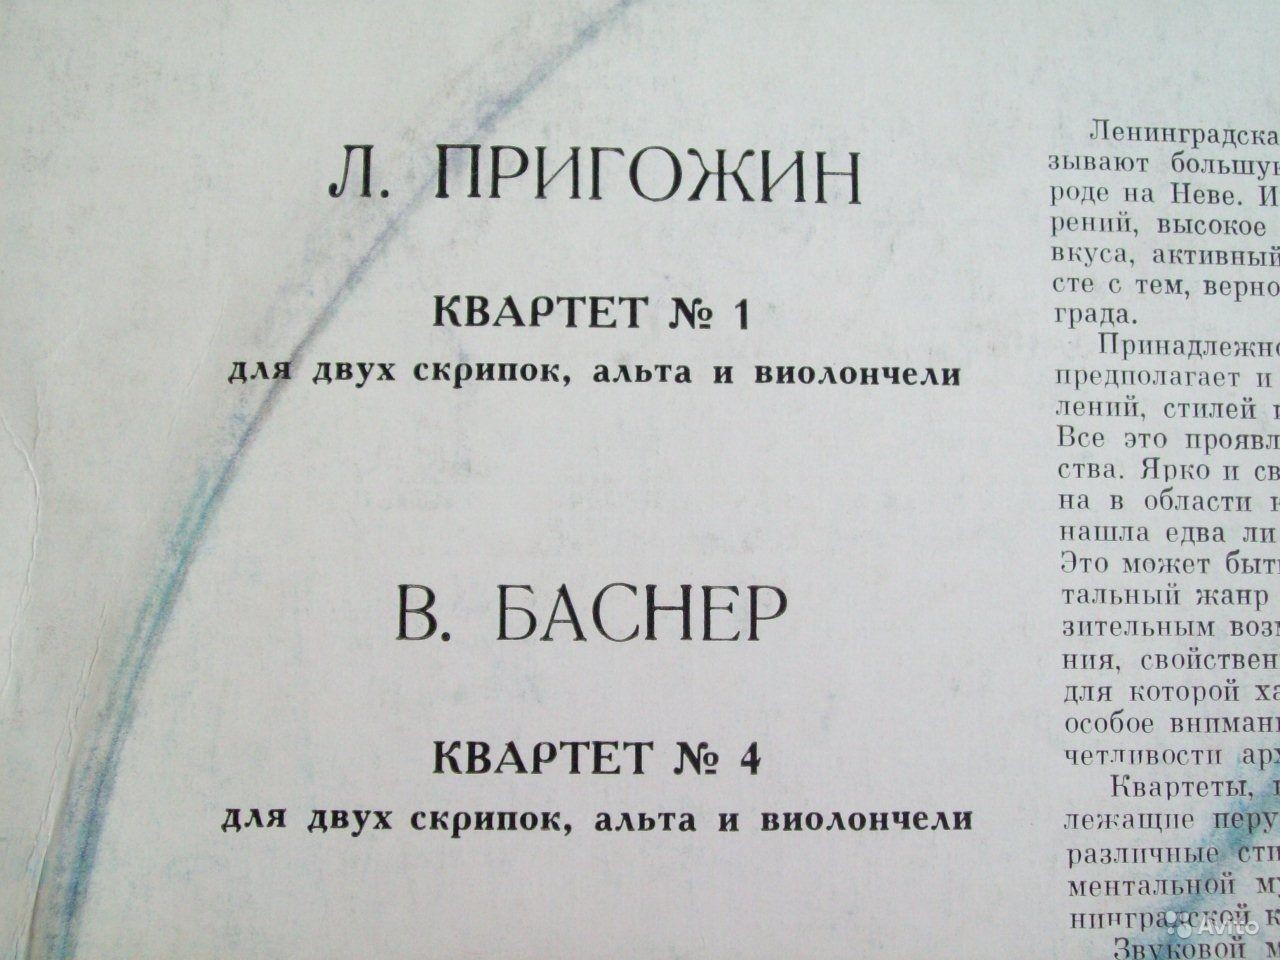 Л. ПРИГОЖИН
КВАРТЕТ № 1
для двух скрипок, альта и виолончели
В. БАСНЕР
КВАРТЕТ № 4
для двух скрипок, альта и виолончели
Ленинградска
зывают большую
роде на Неве. И
рений, высокое
вкуса, активный
сте с тем, верно
града.
Принадлежно
предполагает и
лений, стилей
Все это проявл
ства. Ярко и св
на в области
нашла едва ли
Это может быть
тальный жанр
зительным возм
ния, свойствен
для которой ха
особое вниман
четливости арх
Квартеты,
лежащие перу
различные сти
ментальной му
нинградской к
Звуковой м
Avito